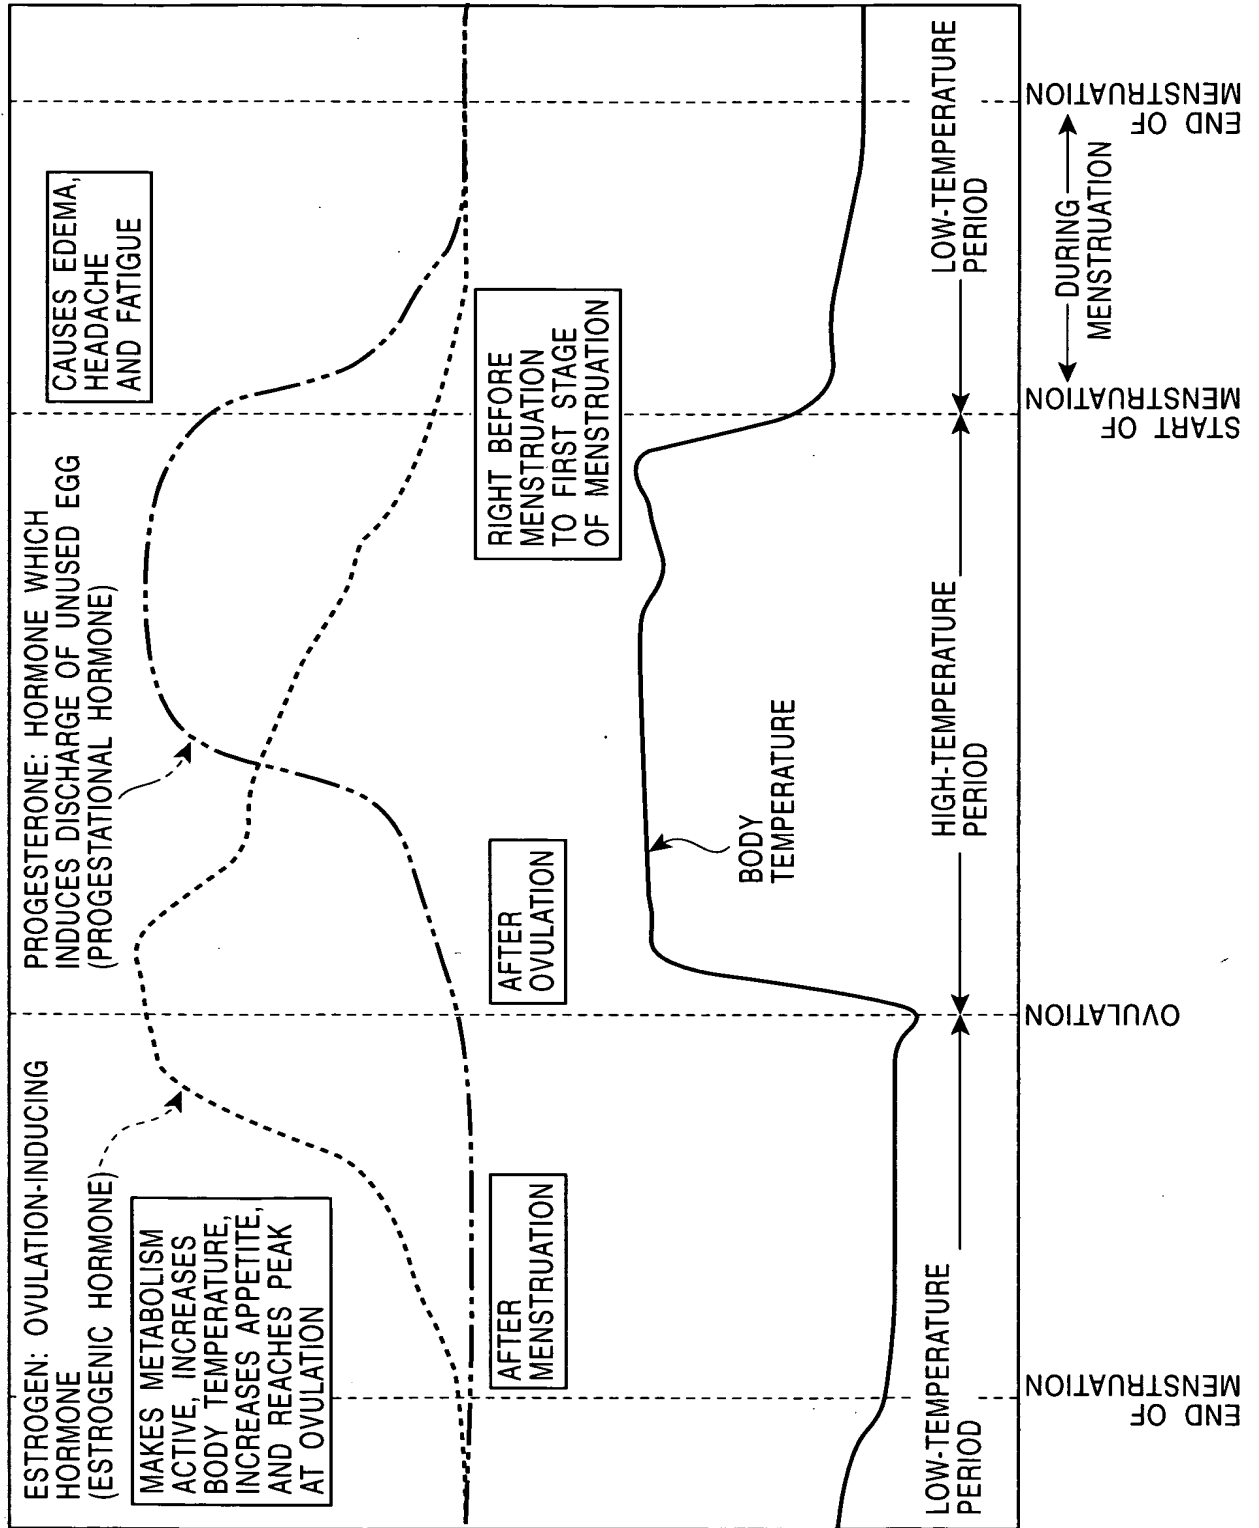 ESTROGEN: OVULATION-INDUCING
HORMONE
(ESTROGENIC HORMONE)
MAKES METABOLISM
ACTIVE, INCREASES
BODY TEMPERATURE,
INCREASES APPETITE,
AND REACHES PEAK
AT OVULATION
PROGESTERONE: HORMONE WHICH
INDUCES DISCHARGE OF UNUSED EGG
(PROGESTATIONAL HORMONE)
CAUSES EDEMA,
HEADACHE
AND FATIGUE
AFTER
MENSTRUATION
AFTER
OVULATION
RIGHT BEFORE
MENSTRUATION
TO FIRST STAGE
OF MENSTRUATION
BODY
TEMPERATURE
LOW-TEMPERATURE
PERIOD
HIGH-TEMPERATURE
PERIOD
LOW-TEMPERATURE
PERIOD
END OF
MENSTRUATION
OVULATION
START OF
MENSTRUATION
DURING
MENSTRUATION
END OF
MENSTRUATION